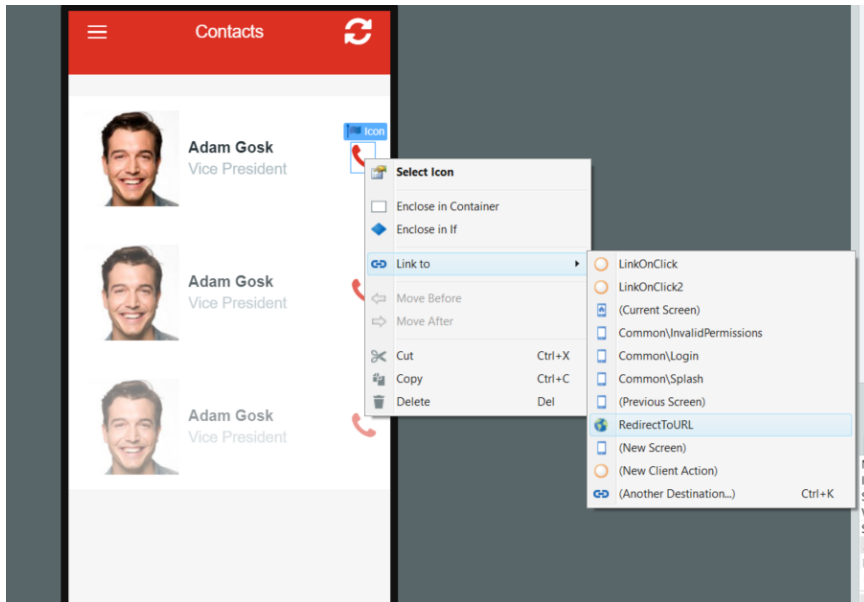 Contacts
Icon
Adam Gosk
Vice President
Adam Gosk
Vice President
Adam Gosk
Vice President
Select Icon
Enclose in Container
Enclose in If
Link to
Move Before
Move After
Cut Ctrl+X
Copy Ctrl+C
Delete Del
LinkOnClick
LinkOnClick2
(Current Screen)
Common\InvalidPermissions
Common\Login
Common\Splash
(Previous Screen)
RedirectToURL
(New Screen)
(New Client Action)
(Another Destination...) Ctrl+K